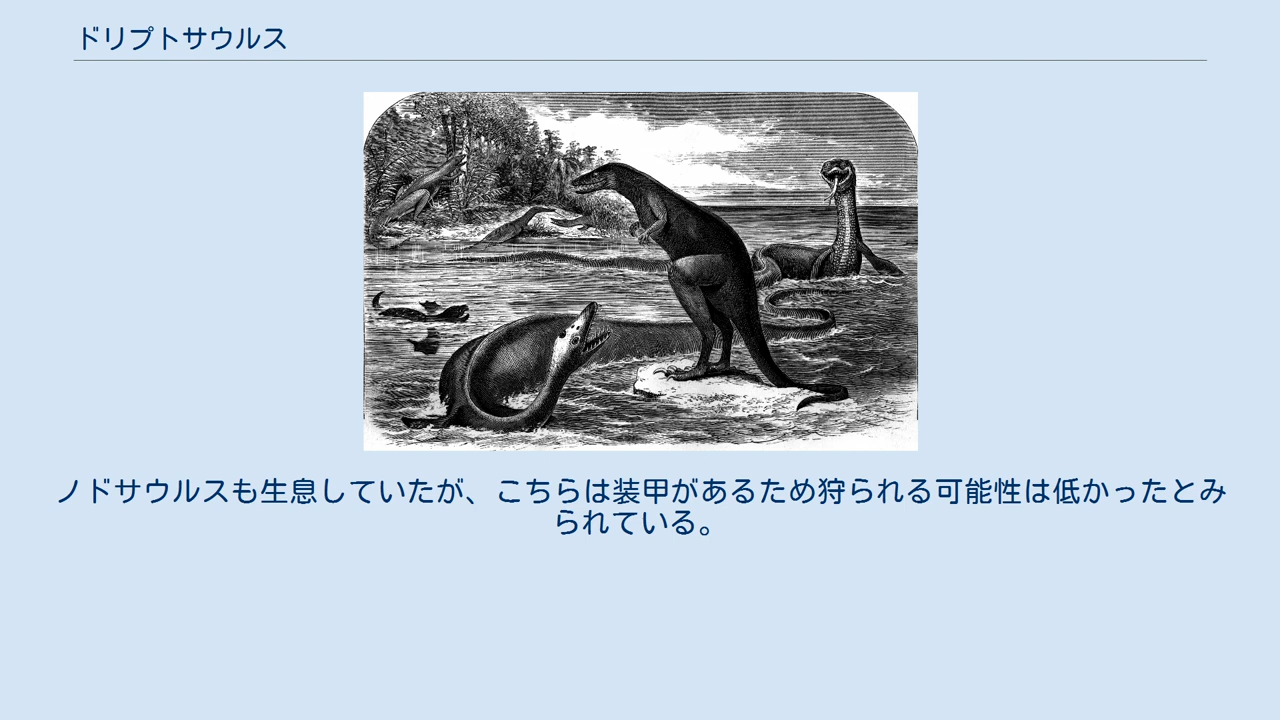 ドリプトサウルス
ノドサウルスも生息していたが、こちらは装甲があるため狩られる可能性は低かったとみ
られている。